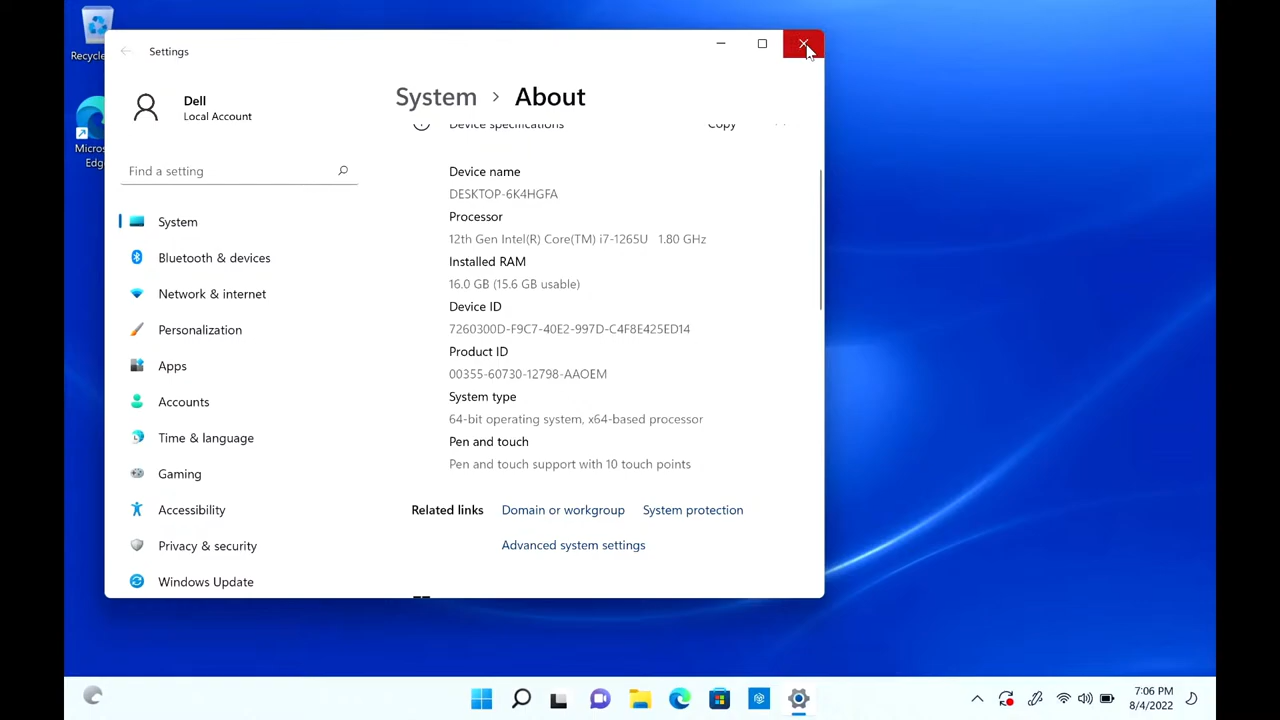 Recycle
Micros
Edg
Settings
Dell
Local Account
Find a setting
System
Bluetooth & devices
Network & internet
Personalization
Apps
Accounts
Time & language
Gaming
Accessibility
Privacy & security
Windows Update
System > About
Device specifications
Copy
Device name
DESKTOP-6K4HGFA
Processor
12th Gen Intel(R) Core(TM) i7-1265U 1.80 GHz
Installed RAM
16.0 GB (15.6 GB usable)
Device ID
7260300D-F9C7-40E2-997D-C4F8E425ED14
Product ID
00355-60730-12798-AAOEM
System type
64-bit operating system, x64-based processor
Pen and touch
Pen and touch support with 10 touch points
Related links Domain or workgroup System protection
Advanced system settings
7:06 PM
8/4/2022